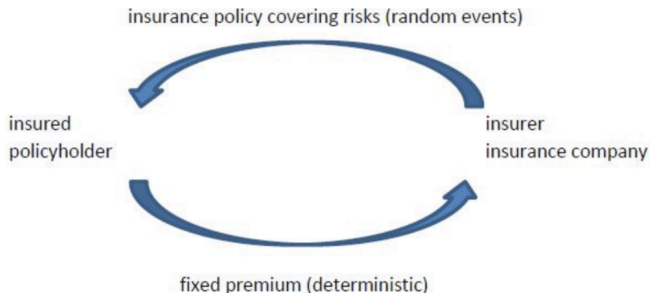 insurance policy covering risks (random events)
insured
policyholder
insurer
insurance company
fixed premium (deterministic)